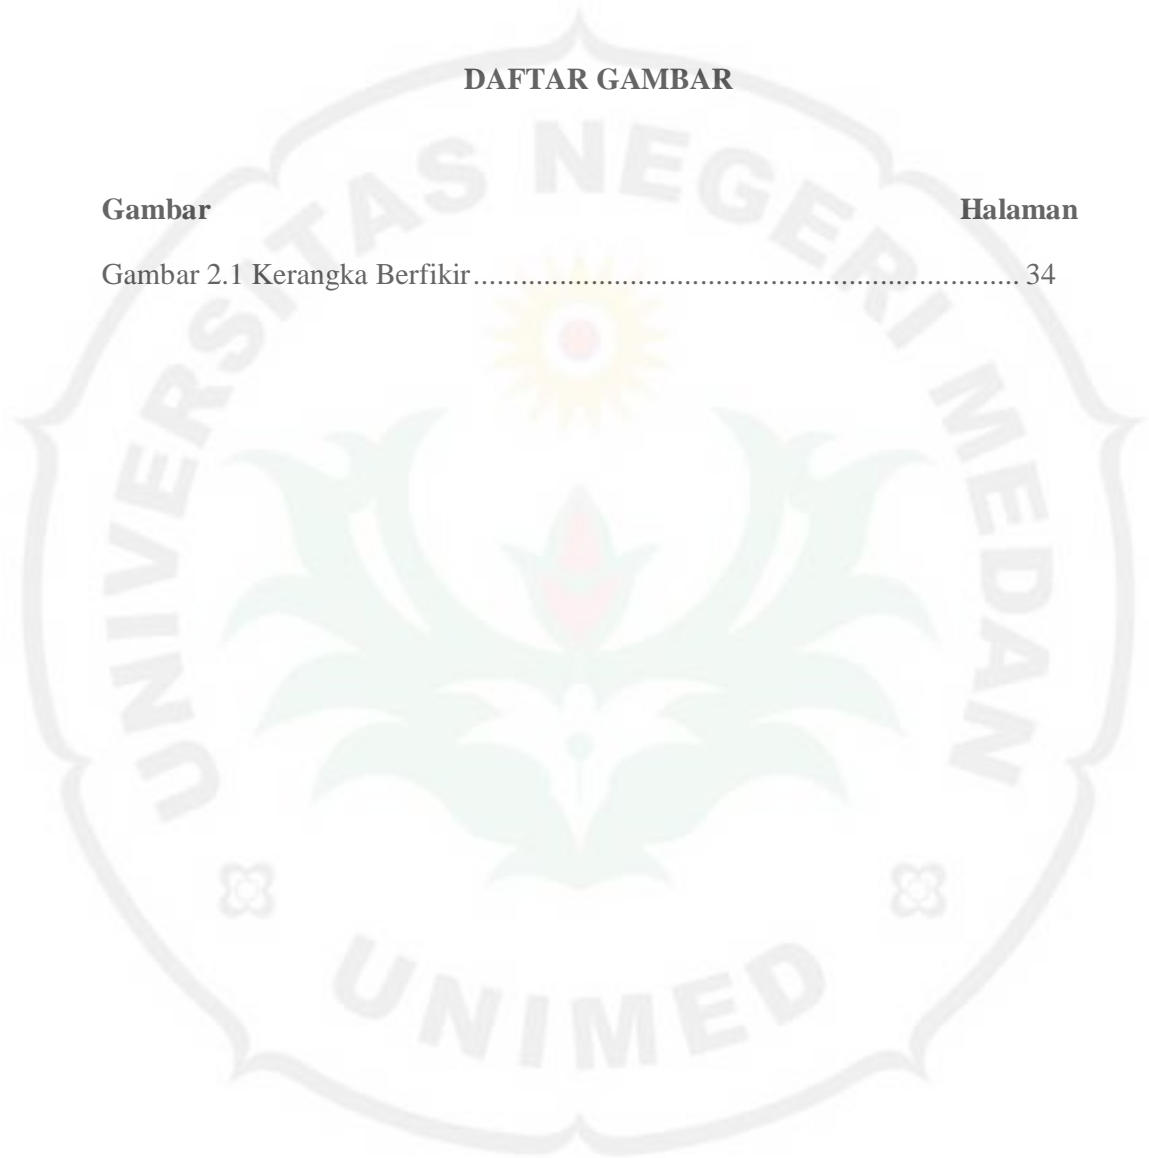 DAFTAR GAMBAR
Gambar Halaman
Gambar 2.1 Kerangka Berfikir..................................................................... 34
UNIVERSITAS NEGERI MEDAN
UNIMED